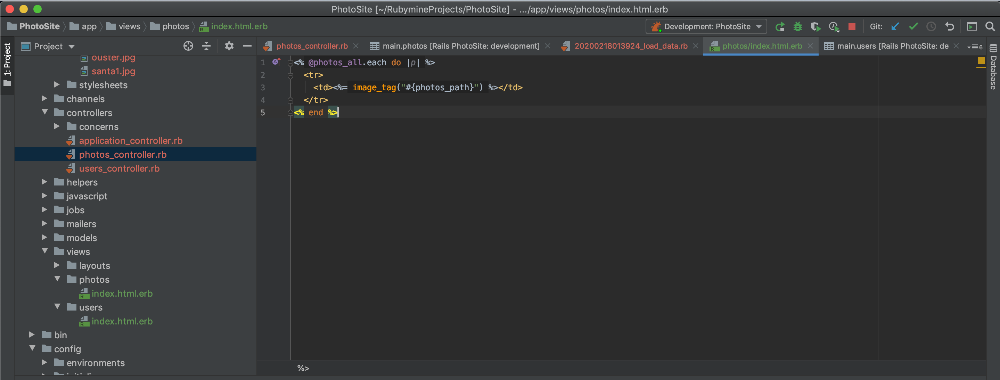 PhotoSite [~/RubymineProjects/PhotoSite] - .../app/views/photos/index.html.erb
PhotoSite app views photos index.html.erb
Development: PhotoSite
Git:
1: Project
Project
photos_controller.rb
main.photos [Rails PhotoSite: development]
20200218013924_load_data.rb
photos/index.html.erb
main.users [Rails PhotoSite: de
6
Database
ouster.jpg
santa1.jpg
stylesheets
channels
controllers
concerns
application_controller.rb
photos_controller.rb
users_controller.rb
helpers
javascript
jobs
mailers
models
views
layouts
photos
index.html.erb
users
index.html.erb
bin
config
environments
1 <% @photos_all.each do |p| %>
2 <tr>
3 <td><%= image_tag("#{photos_path}") %></td>
4 </tr>
5 <% end %>
%>